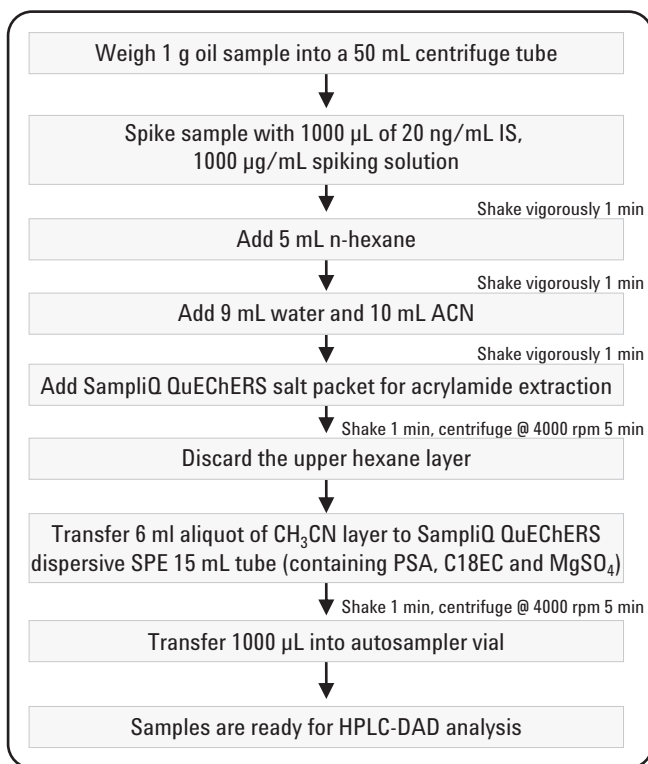 Weigh 1 g oil sample into a 50 mL centrifuge tube
Spike sample with 1000 µL of 20 ng/mL IS,
1000 µg/mL spiking solution
Shake vigorously 1 min
Add 5 mL n-hexane
Shake vigorously 1 min
Add 9 mL water and 10 mL ACN
Shake vigorously 1 min
Add SampliQ QuEChERS salt packet for acrylamide extraction
Shake 1 min, centrifuge @ 4000 rpm 5 min
Discard the upper hexane layer
Transfer 6 ml aliquot of CH₃CN layer to SampliQ QuEChERS
dispersive SPE 15 mL tube (containing PSA, C18EC and MgSO₄)
Shake 1 min, centrifuge @ 4000 rpm 5 min
Transfer 1000 µL into autosampler vial
Samples are ready for HPLC-DAD analysis